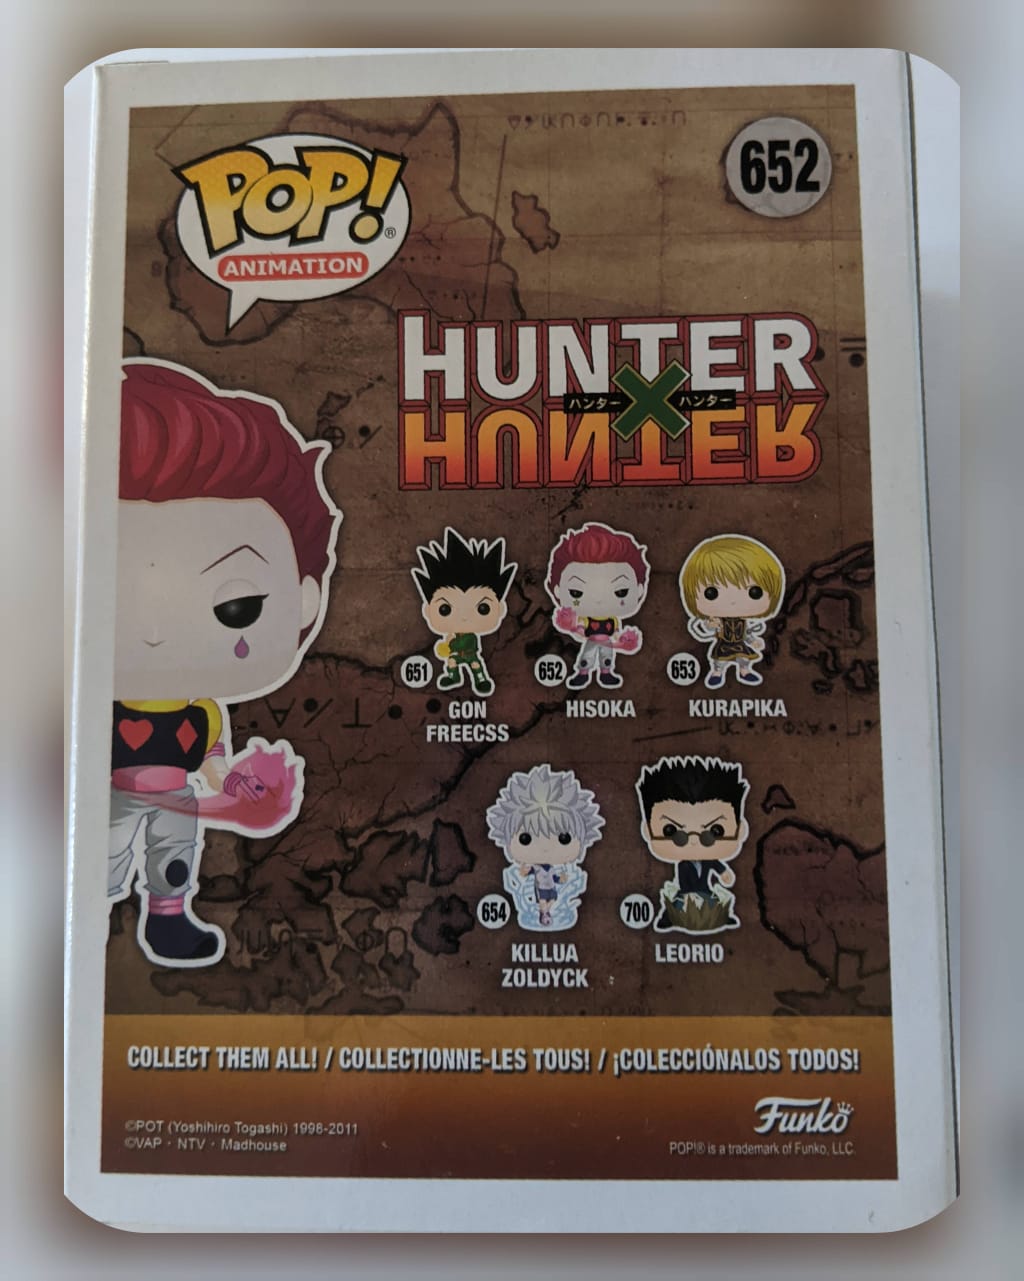 POP!®
ANIMATION
652
HUNTER
ハンター X ハンター
HUNTER
651
GON
FREECSS
652
HISOKA
653
KURAPIKA
654
KILLUA
ZOLDYCK
700
LEORIO
COLLECT THEM ALL! / COLLECTIONNE-LES TOUS! / ¡COLECCIÓNALOS TODOS!
©POT (Yoshihiro Togashi) 1998-2011
©VAP · NTV · Madhouse
Funko
POP!® is a trademark of Funko, LLC.